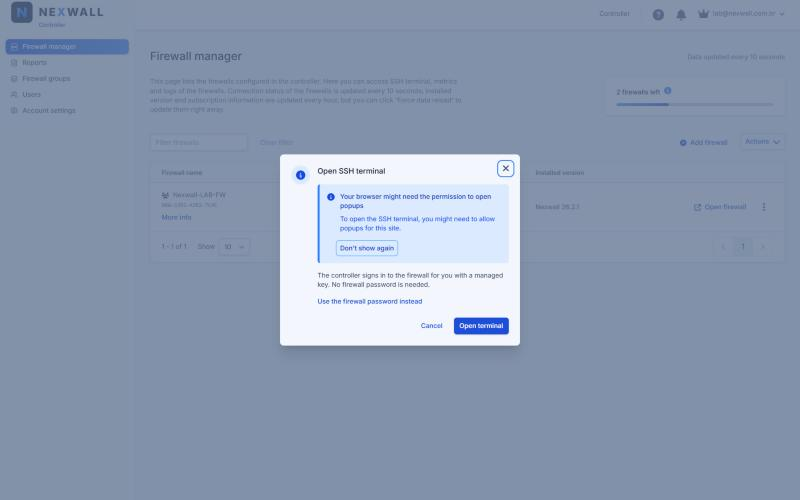 N NEXWALL
Controller
Controller
? lab@nexwall.com.br
Firewall manager
Reports
Firewall groups
Users
Account settings
Firewall manager
Data updated every 10 seconds
This page lists the firewalls configured in the controller. Here you can access SSH terminal, metrics
and logs of the firewalls. Connection status of the firewalls is updated every 10 seconds, installed
version and subscription information are updated every hour, but you can click "Force data reload" to
update them right away.
2 firewalls left
Filter firewalls
Clear filter
Add firewall
Actions
Firewall name
Installed version
Nexwall-LAB-FW
More info
Nexwall 26.2.1
Open firewall
1 - 1 of 1 Show 10
1
Open SSH terminal
Your browser might need the permission to open
popups
To open the SSH terminal, you might need to allow
popups for this site.
Don't show again
The controller signs in to the firewall for you with a managed
key. No firewall password is needed.
Use the firewall password instead
Cancel
Open terminal